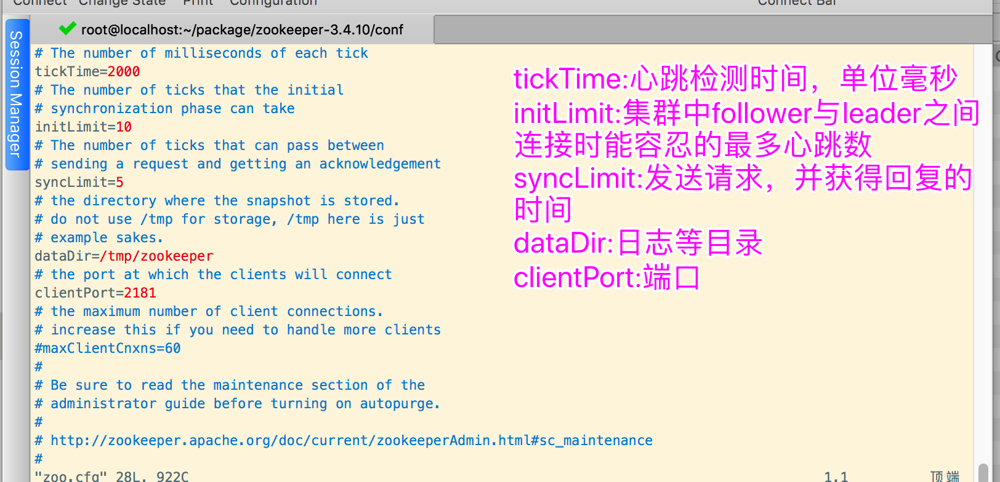 Connect Change State Print Configuration Connect Bar
Session Manager
root@localhost:~/package/zookeeper-3.4.10/conf
# The number of milliseconds of each tick
tickTime=2000
# The number of ticks that the initial
# synchronization phase can take
initLimit=10
# The number of ticks that can pass between
# sending a request and getting an acknowledgement
syncLimit=5
# the directory where the snapshot is stored.
# do not use /tmp for storage, /tmp here is just
# example sakes.
dataDir=/tmp/zookeeper
# the port at which the clients will connect
clientPort=2181
# the maximum number of client connections.
# increase this if you need to handle more clients
#maxClientCnxns=60
#
# Be sure to read the maintenance section of the
# administrator guide before turning on autopurge.
#
# http://zookeeper.apache.org/doc/current/zookeeperAdmin.html#sc_maintenance
#
"zoo.cfg" 28L, 922C 1,1 顶端
tickTime:心跳检测时间，单位毫秒
initLimit:集群中follower与leader之间
连接时能容忍的最多心跳数
syncLimit:发送请求，并获得回复的
时间
dataDir:日志等目录
clientPort:端口